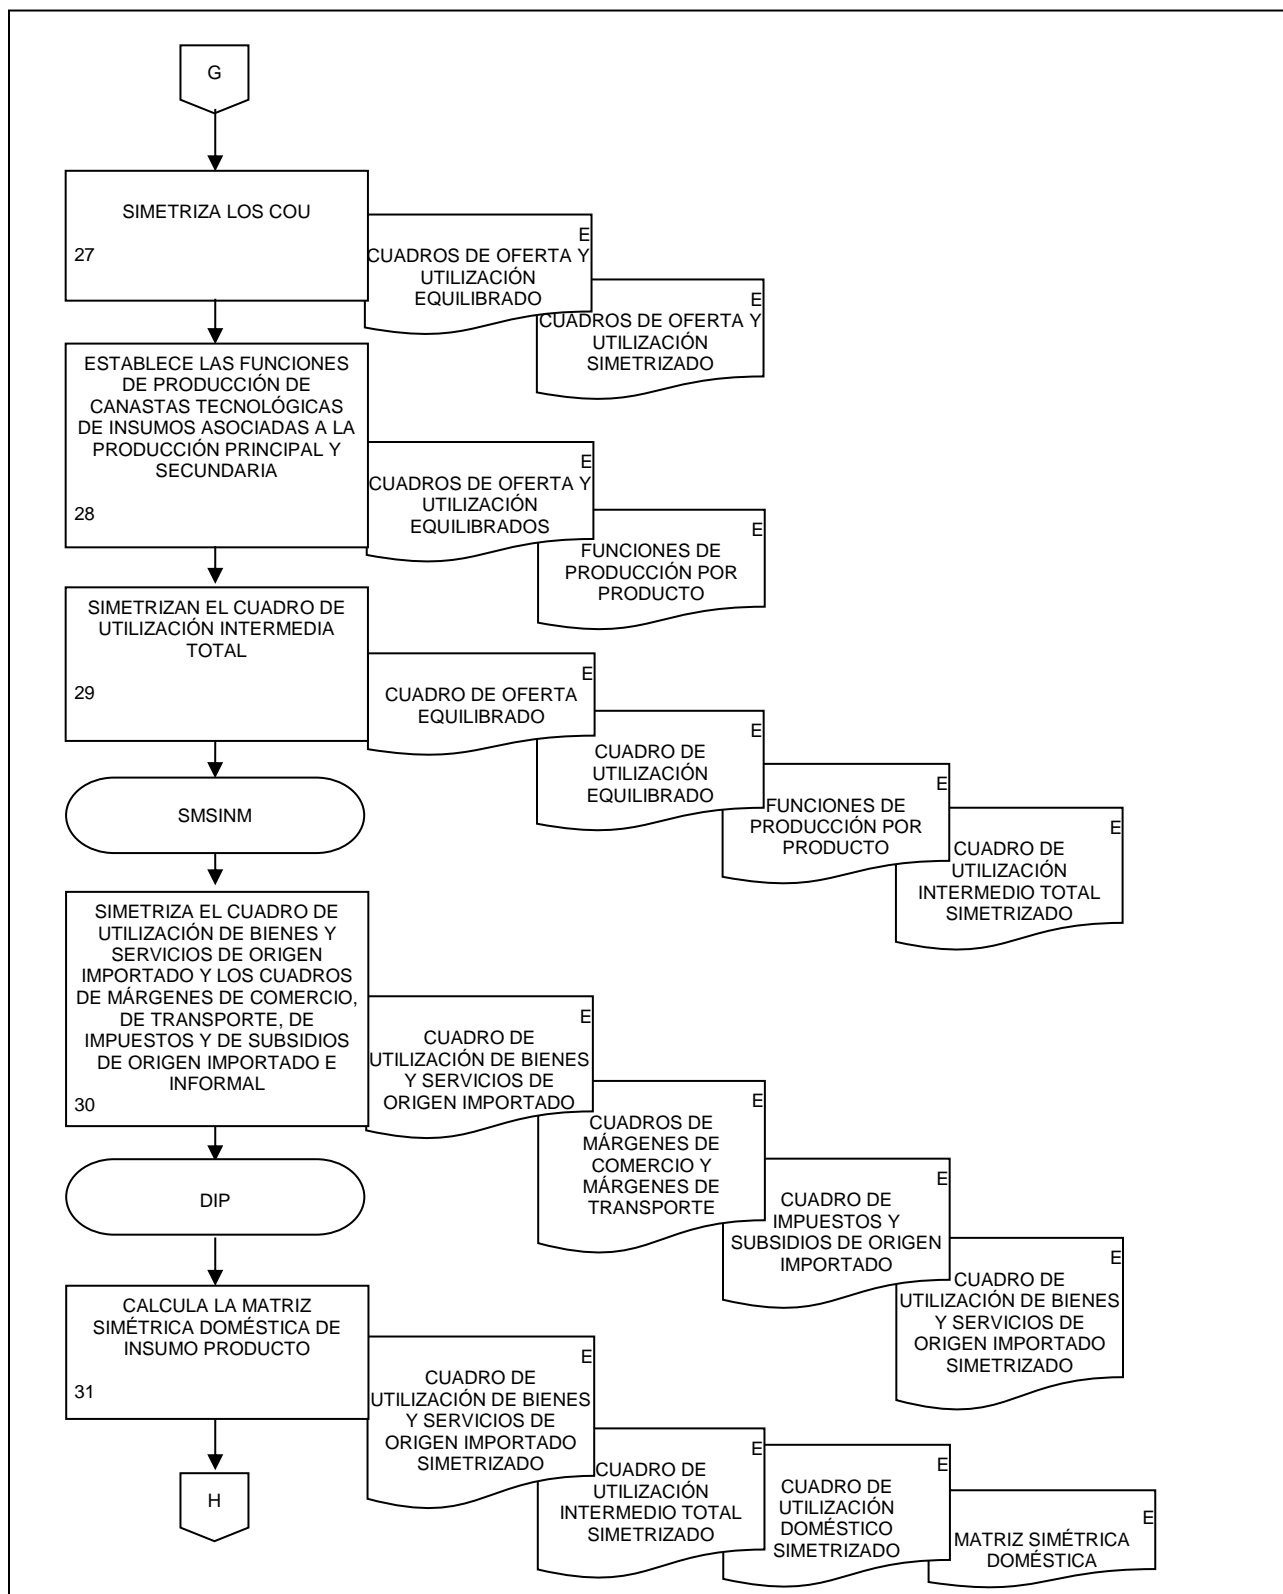 G
SIMETRIZA LOS COU
27
E
CUADROS DE OFERTA Y
UTILIZACIÓN
EQUILIBRADO
E
CUADROS DE OFERTA Y
UTILIZACIÓN
SIMETRIZADO
ESTABLECE LAS FUNCIONES
DE PRODUCCIÓN DE
CANASTAS TECNOLÓGICAS
DE INSUMOS ASOCIADAS A LA
PRODUCCIÓN PRINCIPAL Y
SECUNDARIA
28
E
CUADROS DE OFERTA Y
UTILIZACIÓN
EQUILIBRADOS
E
FUNCIONES DE
PRODUCCIÓN POR
PRODUCTO
SIMETRIZAN EL CUADRO DE
UTILIZACIÓN INTERMEDIA
TOTAL
29
E
CUADRO DE OFERTA
EQUILIBRADO
E
CUADRO DE
UTILIZACIÓN
EQUILIBRADO
E
FUNCIONES DE
PRODUCCIÓN POR
PRODUCTO
E
CUADRO DE
UTILIZACIÓN
INTERMEDIO TOTAL
SIMETRIZADO
SMSINM
SIMETRIZA EL CUADRO DE
UTILIZACIÓN DE BIENES Y
SERVICIOS DE ORIGEN
IMPORTADO Y LOS CUADROS
DE MÁRGENES DE COMERCIO,
DE TRANSPORTE, DE
IMPUESTOS Y DE SUBSIDIOS
DE ORIGEN IMPORTADO E
INFORMAL
30
E
CUADRO DE
UTILIZACIÓN DE BIENES
Y SERVICIOS DE
ORIGEN IMPORTADO
E
CUADROS DE
MÁRGENES DE
COMERCIO Y
MÁRGENES DE
TRANSPORTE
E
CUADRO DE
IMPUESTOS Y
SUBSIDIOS DE ORIGEN
IMPORTADO
E
CUADRO DE
UTILIZACIÓN DE BIENES
Y SERVICIOS DE
ORIGEN IMPORTADO
SIMETRIZADO
DIP
CALCULA LA MATRIZ
SIMÉTRICA DOMÉSTICA DE
INSUMO PRODUCTO
31
E
CUADRO DE
UTILIZACIÓN DE BIENES
Y SERVICIOS DE
ORIGEN IMPORTADO
SIMETRIZADO
E
CUADRO DE
UTILIZACIÓN
INTERMEDIO TOTAL
SIMETRIZADO
E
CUADRO DE
UTILIZACIÓN
DOMÉSTICO
SIMETRIZADO
E
MATRIZ SIMÉTRICA
DOMÉSTICA
H